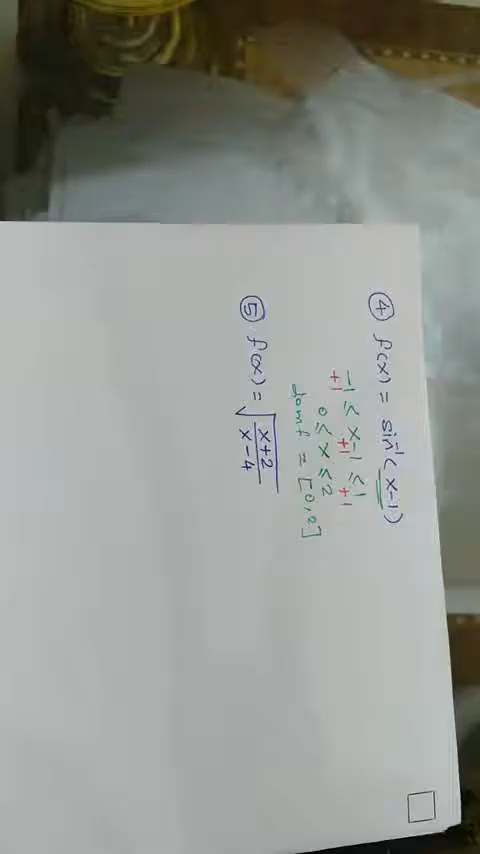 ④ f(x) = sin⁻¹(x-1)
-1 ≤ x-1 ≤ 1
+1 +1 +1
0 ≤ x ≤ 2
dom f = [0,2]
⑤ f(x) = √((x+2)/(x-4))